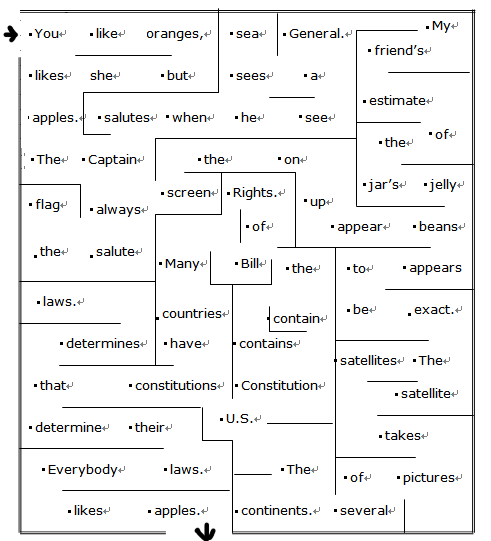 You like oranges, sea General. My
friend's
likes she but sees a
estimate
apples. salutes when he see
the of
The Captain the on
jar's jelly
screen Rights. up
flag always
of appear beans
the salute
Many Bill the to appears
laws.
countries contain be exact.
determines have contains
satellites The
that constitutions Constitution
satellite
U.S.
determine their
takes
Everybody laws. The
of pictures
likes apples. continents. several